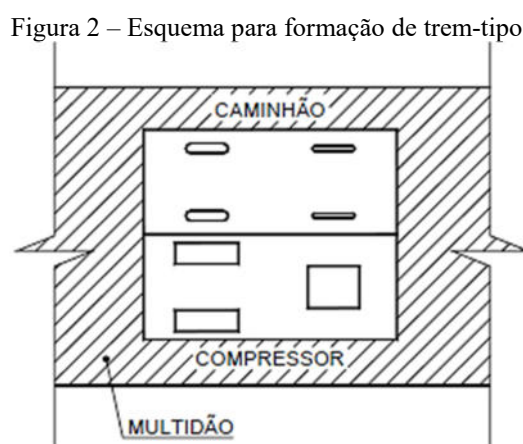 Figura 2 – Esquema para formação de trem-tipo
CAMINHÃO
COMPRESSOR
MULTIDÃO